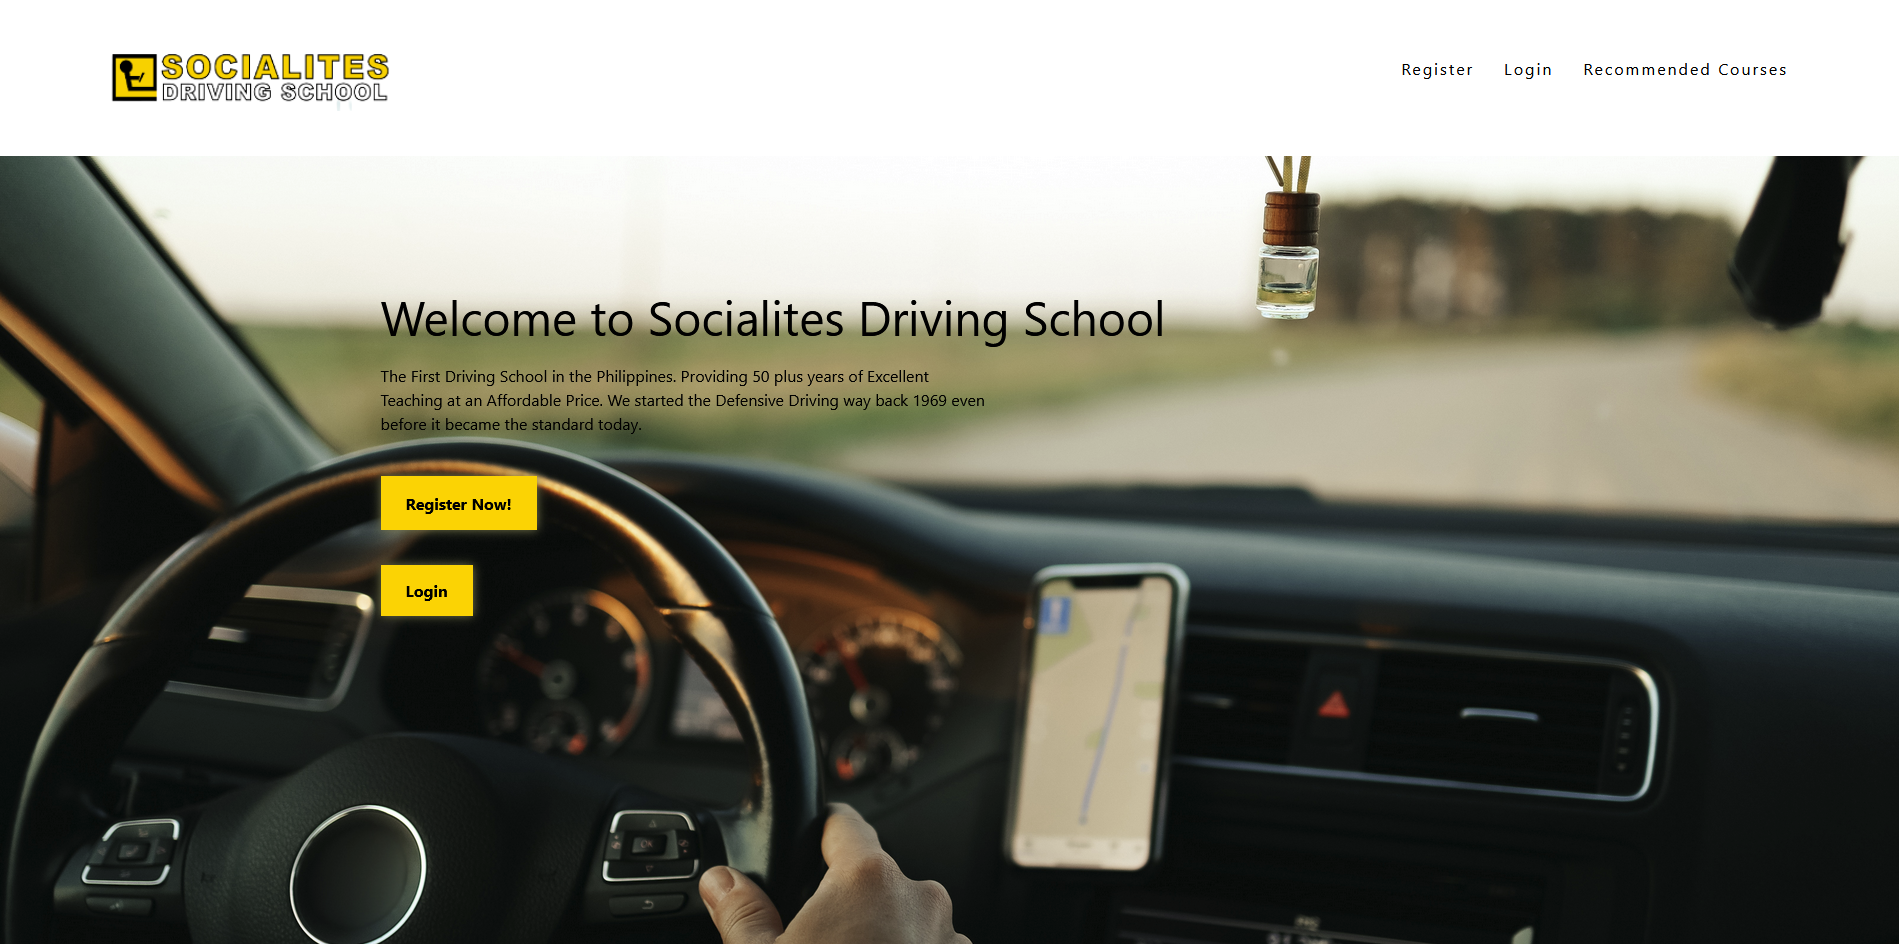 SOCIALITES
DRIVING SCHOOL
Register Login Recommended Courses
Welcome to Socialites Driving School
The First Driving School in the Philippines. Providing 50 plus years of Excellent
Teaching at an Affordable Price. We started the Defensive Driving way back 1969 even
before it became the standard today.
Register Now!
Login
OK